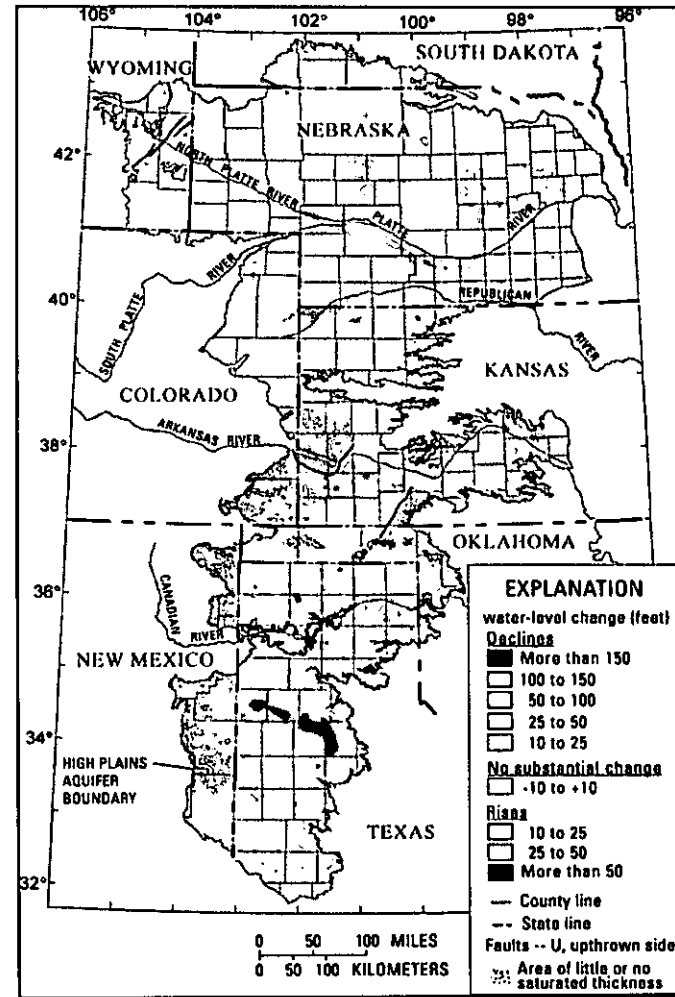 106° 104° 102° 100° 98° 96°
WYOMING
SOUTH DAKOTA
NEBRASKA
42°
NORTH PLATTE RIVER
PLATTE RIVER
40°
REPUBLICAN RIVER
SOUTH PLATTE RIVER
COLORADO
KANSAS
ARKANSAS RIVER
38°
OKLAHOMA
36°
CANADIAN RIVER
NEW MEXICO
34°
HIGH PLAINS
AQUIFER
BOUNDARY
TEXAS
32°
0 50 100 MILES
0 50 100 KILOMETERS
EXPLANATION
water-level change (feet)
Declines
More than 150
100 to 150
50 to 100
25 to 50
10 to 25
No substantial change
-10 to +10
Rises
10 to 25
25 to 50
More than 50
County line
State line
Faults -- U, upthrown side
Area of little or no
saturated thickness